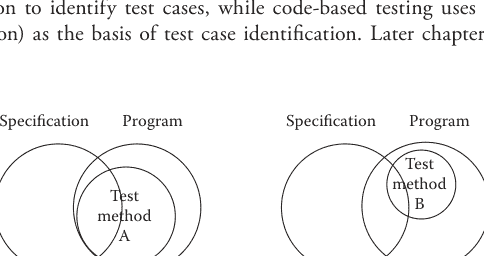 on to identify test cases, while code-based testing uses
on) as the basis of test case identification. Later chapter
Specification Program Specification Program
Test
method
A
Test
method
B